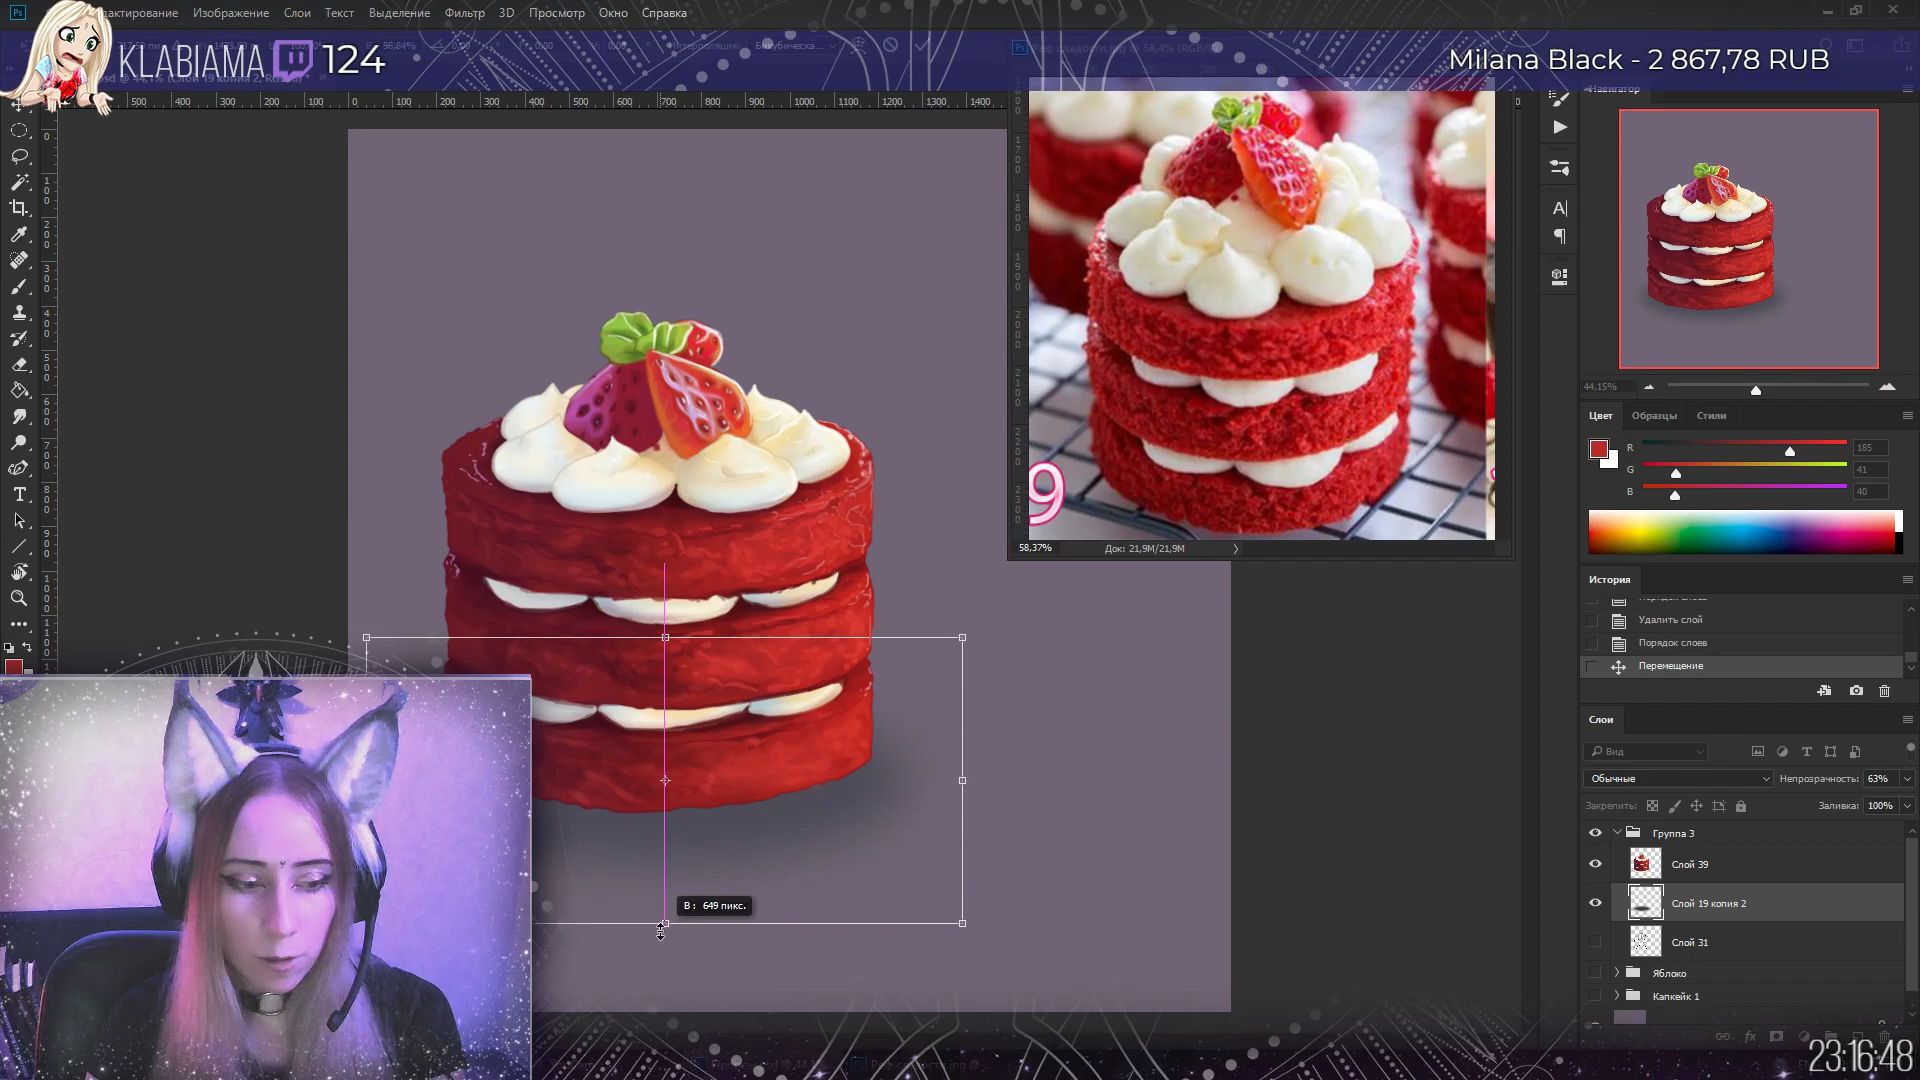 Ps
Изображение
Слои
Текст
Выделение
Фильтр
3D
Просмотр
Окно
Справка
KLABIAMA 124
Milana Black - 2 867,78 RUB
500 400 300 200 100 0 100 200 300 400 500 600 700 800 900 1000 1100 1200 1300 1400
Навигатор
44,15%
Цвет
Образцы
Стили
R 185
G 41
B 40
9
58,37%
Док: 21,9M/21,9M
История
Удалить слой
Порядок слоев
Перемещение
Слои
Вид
Обычные
Непрозрачность: 63%
Закрепить:
Заливка: 100%
Группа 3
Слой 39
Слой 19 копия 2
Слой 31
Яблоко
Капкейк 1
В : 649 пикс.
fx
23:16:48